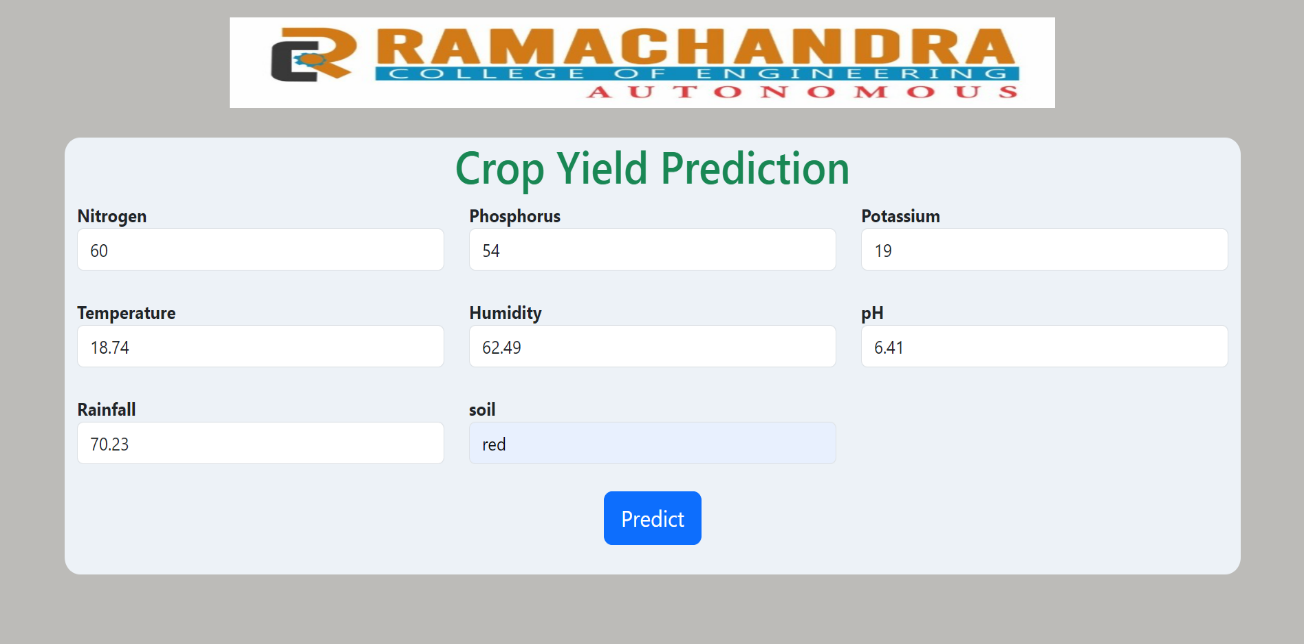 RAMACHANDRA
COLLEGE OF ENGINEERING
AUTONOMOUS
Crop Yield Prediction
Nitrogen Phosphorus Potassium
60 54 19
Temperature Humidity pH
18.74 62.49 6.41
Rainfall soil
70.23 red
Predict